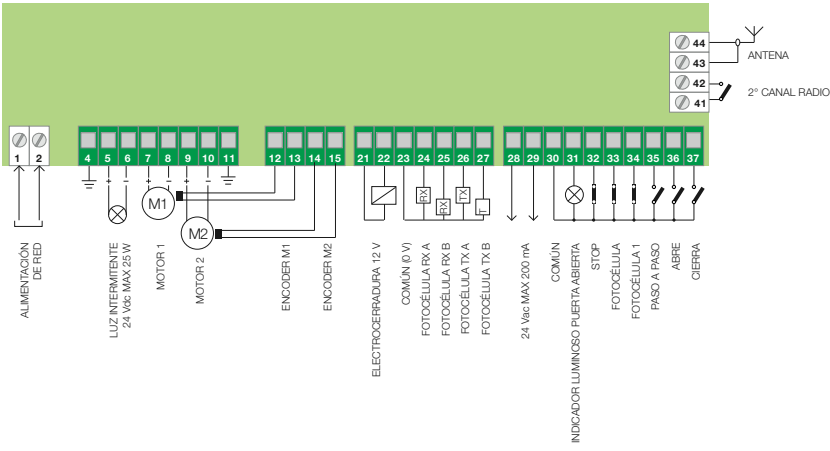 44
ANTENA
43
42
2° CANAL RADIO
41
1 2
4 5 6 7 8 9 10 11
12 13 14 15
21 22 23 24 25 26 27
28 29 30 31 32 33 34 35 36 37
+ − + − + −
RX
RX
TX
T
M1
M2
ALIMENTACIÓN
DE RED
LUZ INTERMITENTE
24 Vdc MAX 25 W
MOTOR 1
MOTOR 2
ENCODER M1
ENCODER M2
ELECTROCERRADURA 12 V
COMÚN (0 V)
FOTOCÉLULA RX A
FOTOCÉLULA RX B
FOTOCÉLULA TX A
FOTOCÉLULA TX B
24 Vac MAX 200 mA
COMÚN
INDICADOR LUMINOSO PUERTA ABIERTA
STOP
FOTOCÉLULA
FOTOCÉLULA 1
PASO A PASO
ABRE
CIERRA